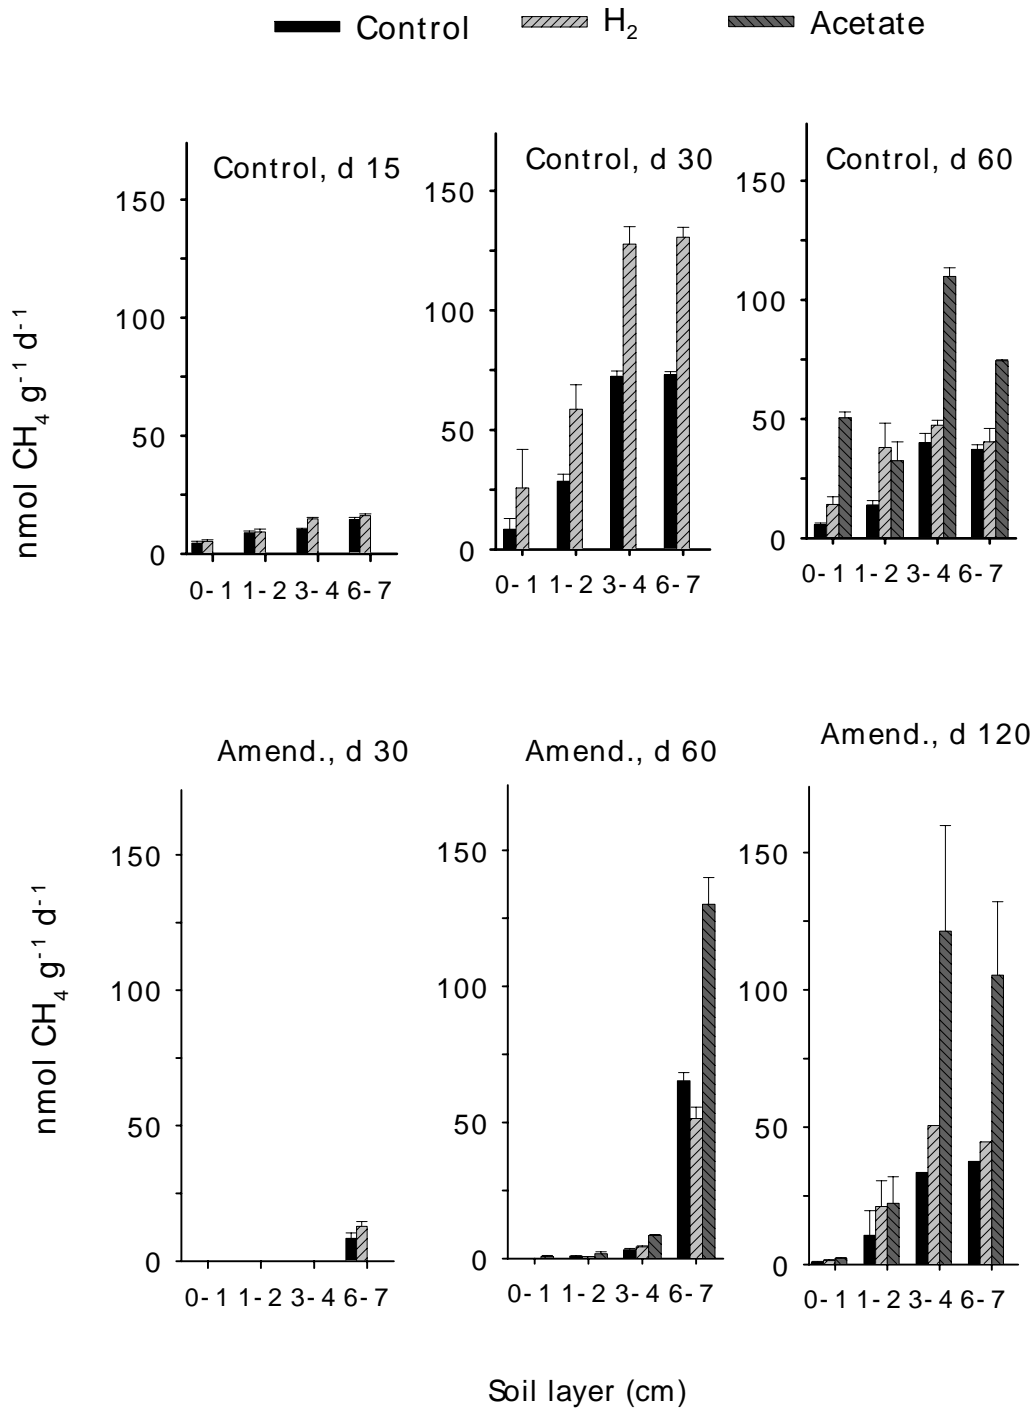 Control H₂ Acetate
Control, d 15 Control, d 30 Control, d 60
nmol CH₄ g⁻¹ d⁻¹
150
100
50
0
0-1 1-2 3-4 6-7
150
100
50
0
0-1 1-2 3-4 6-7
150
100
50
0
0-1 1-2 3-4 6-7
Amend., d 30 Amend., d 60 Amend., d 120
nmol CH₄ g⁻¹ d⁻¹
150
100
50
0
0-1 1-2 3-4 6-7
150
100
50
0
0-1 1-2 3-4 6-7
150
100
50
0
0-1 1-2 3-4 6-7
Soil layer (cm)